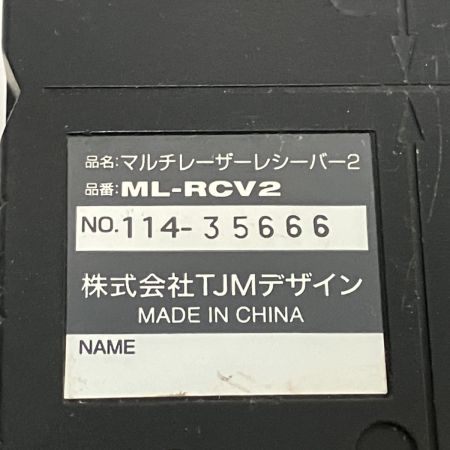 品名: マルチレーザーレシーバー2
品番: ML-RCV2
NO. 114-35666
株式会社TJMデザイン
MADE IN CHINA
NAME